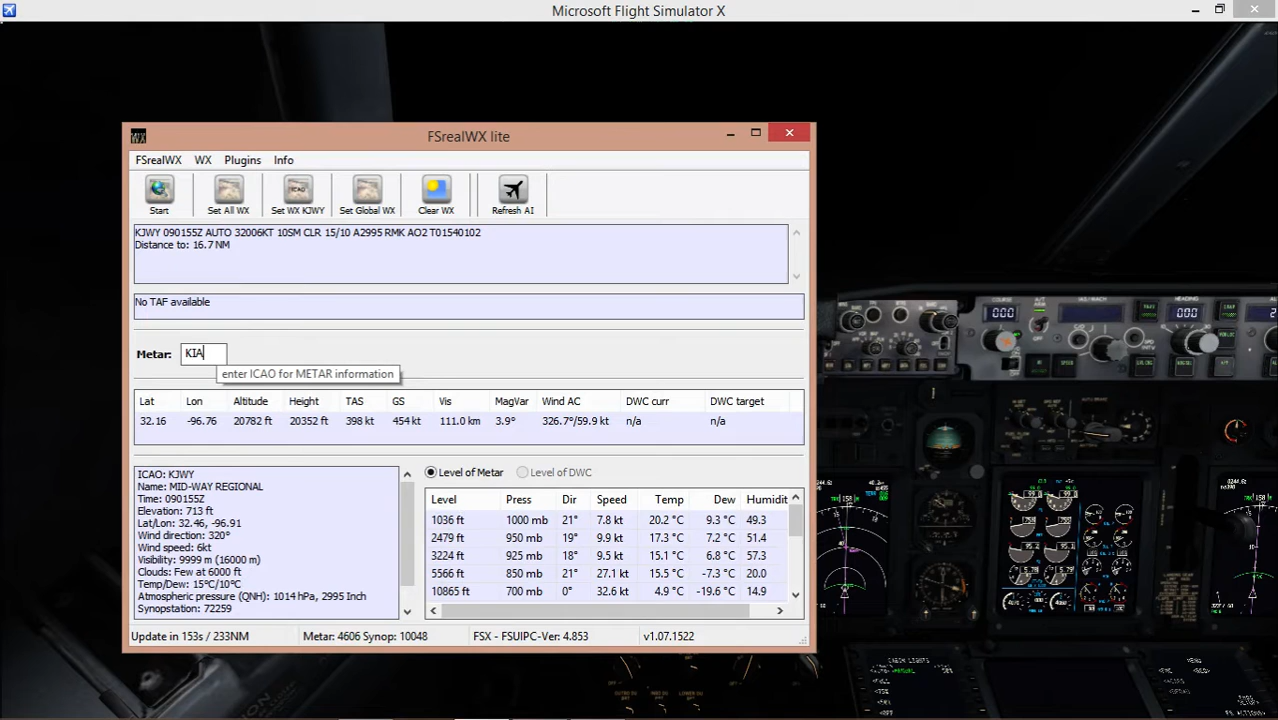 Microsoft Flight Simulator X
FSrealWX lite
FSrealWX WX Plugins Info
Start Set All WX Set WX KJWY Set Global WX Clear WX Refresh AI
KJWY 090155Z AUTO 32006KT 10SM CLR 15/10 A2995 RMK AO2 T01540102
Distance to: 16.7 NM
No TAF available
Metar: KIA
enter ICAO for METAR information
Lat Lon Altitude Height TAS GS Vis MagVar Wind AC DWC curr DWC target
32.16 -96.76 20782 ft 20352 ft 398 kt 454 kt 111.0 km 3.9° 326.7°/59.9 kt n/a n/a
ICAO: KJWY
Name: MID-WAY REGIONAL
Time: 090155Z
Elevation: 713 ft
Lat/Lon: 32.46, -96.91
Wind direction: 320°
Wind speed: 6kt
Visibility: 9999 m (16000 m)
Clouds: Few at 6000 ft
Temp/Dew: 15°C/10°C
Atmospheric pressure (QNH): 1014 hPa, 2995 Inch
Synopstation: 72259
Level of Metar Level of DWC
Level Press Dir Speed Temp Dew Humidit
1036 ft 1000 mb 21° 7.8 kt 20.2 °C 9.3 °C 49.3
2479 ft 950 mb 19° 9.9 kt 17.3 °C 7.2 °C 51.4
3224 ft 925 mb 18° 9.5 kt 15.1 °C 6.8 °C 57.3
5566 ft 850 mb 21° 27.1 kt 15.5 °C -7.3 °C 20.0
10865 ft 700 mb 0° 32.6 kt 4.9 °C -19.6 °C 14.9
Update in 153s / 233NM Metar: 4606 Synop: 10048 FSX - FSUIPC-Ver: 4.853 v1.07.1522
COURSE A/T IAS/MACH HEADING
000 000